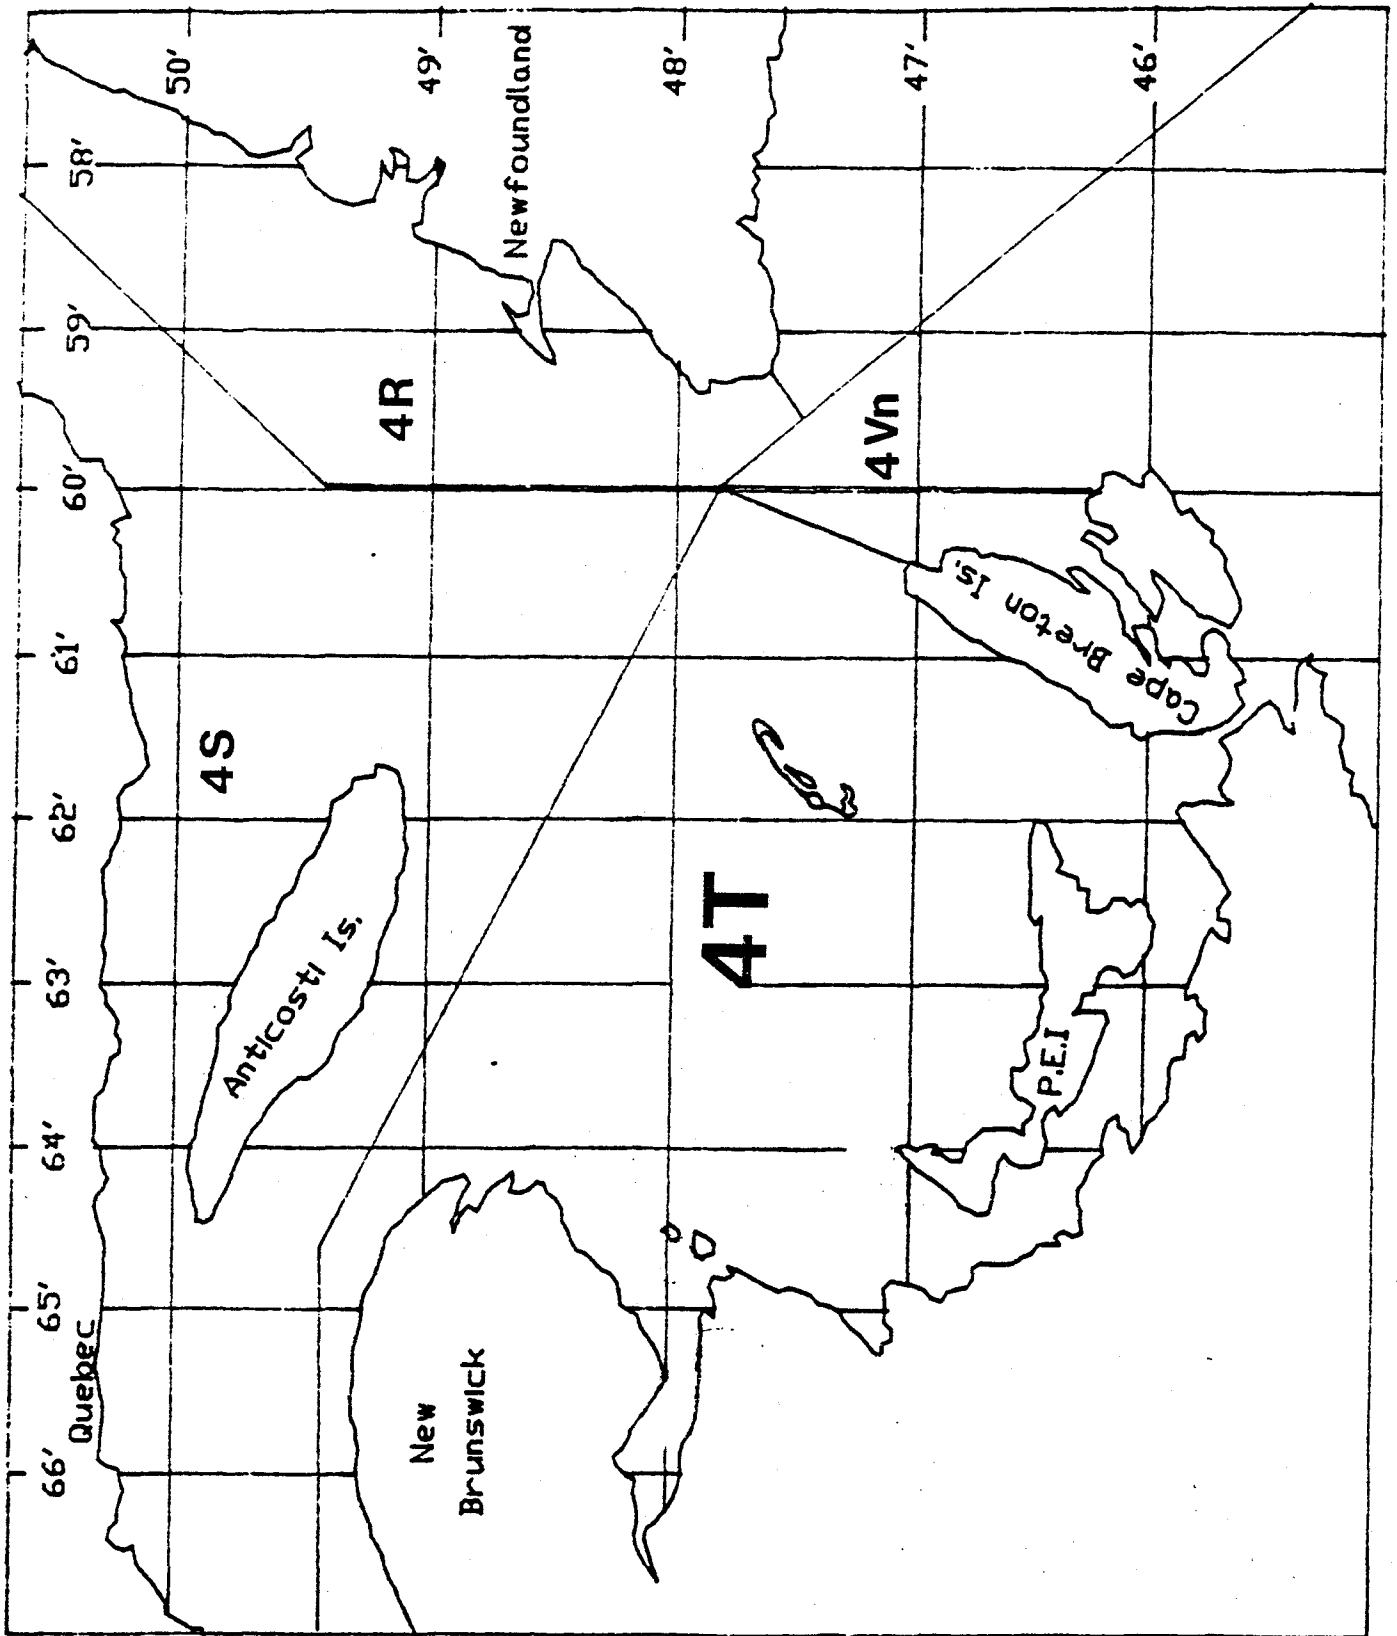 66' 65' 64' 63' 62' 61' 60' 59' 58'
Quebec
50'
4S
Anticosti Is.
4R
49'
New
Brunswick
Newfoundland
48'
4T
4Vn
47'
Cape Breton Is.
P.E.I
46'